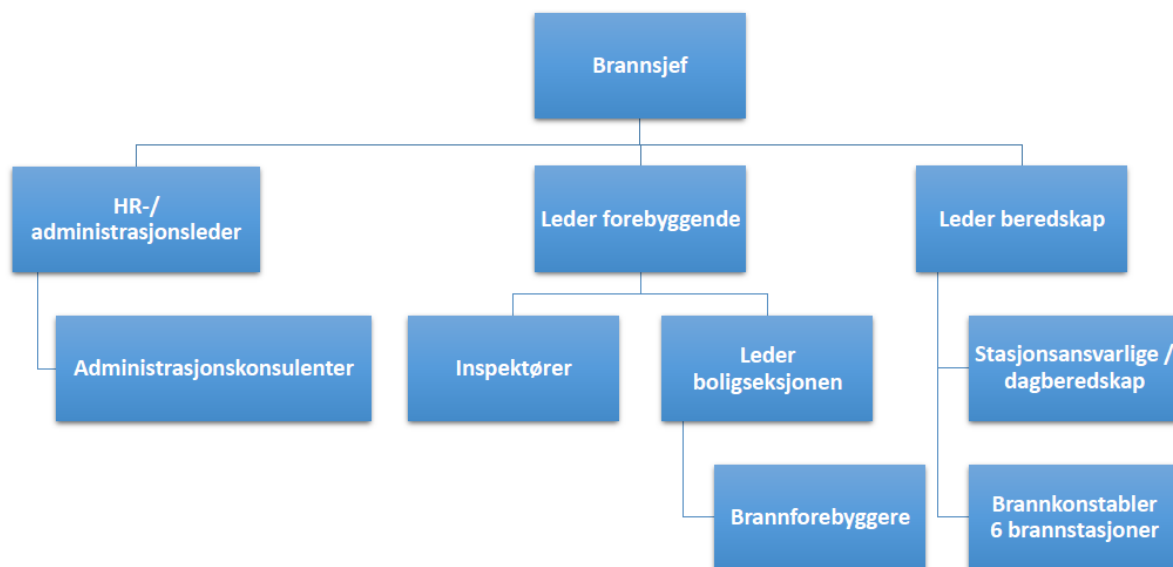 Brannsjef
HR-/
administrasjonsleder
Leder forebyggende
Leder beredskap
Administrasjonskonsulenter
Inspektører
Leder
boligseksjonen
Stasjonsansvarlige /
dagberedskap
Brannforebyggere
Brannkonstabler
6 brannstasjoner